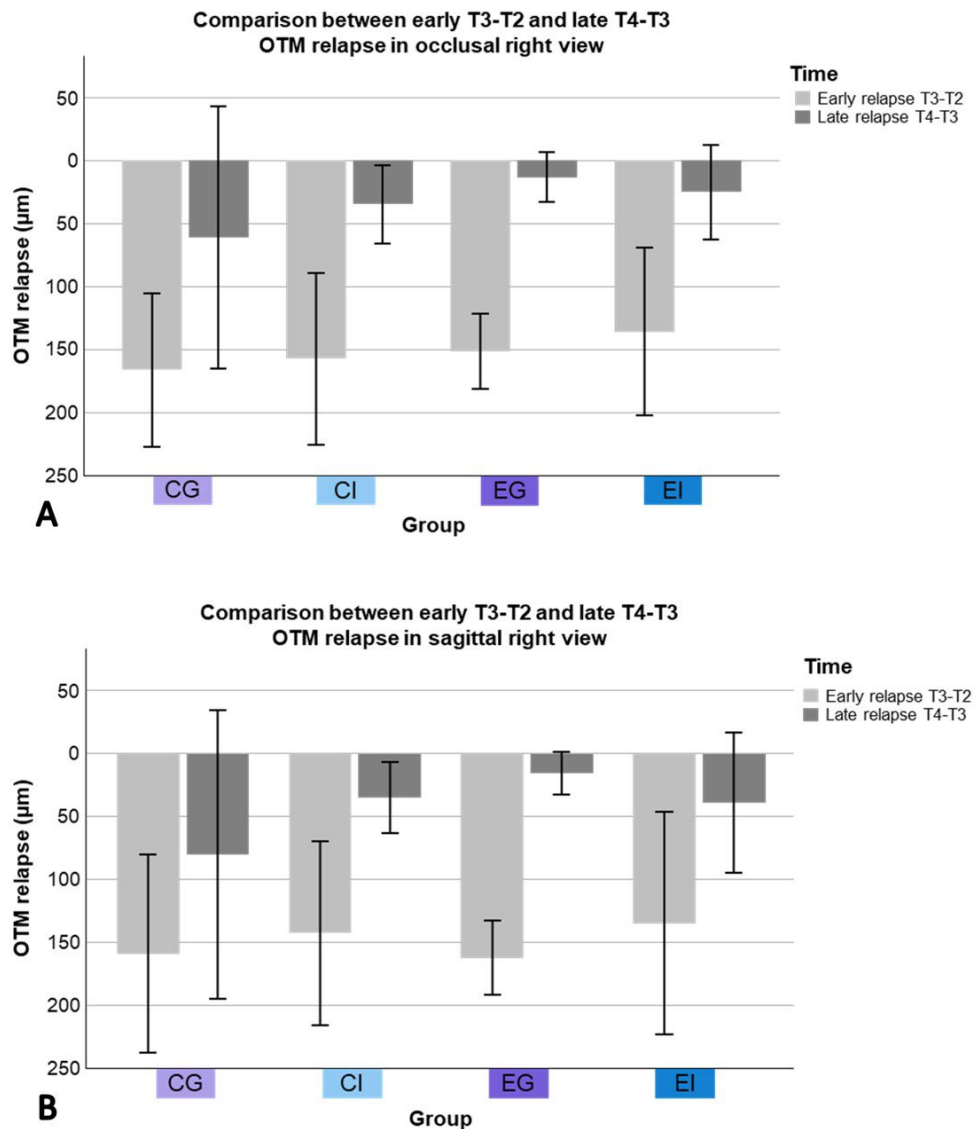 Comparison between early T3-T2 and late T4-T3
OTM relapse in occlusal right view
Time
Early relapse T3-T2
Late relapse T4-T3
OTM relapse (µm)
50
0
50
100
150
200
250
CG CI EG EI
A
Group
Comparison between early T3-T2 and late T4-T3
OTM relapse in sagittal right view
Time
Early relapse T3-T2
Late relapse T4-T3
OTM relapse (µm)
50
0
50
100
150
200
250
CG CI EG EI
B
Group